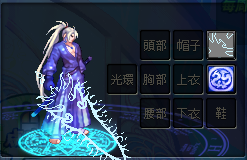 頭部 帽子
光環 胸部 上衣
腰部 下衣 鞋